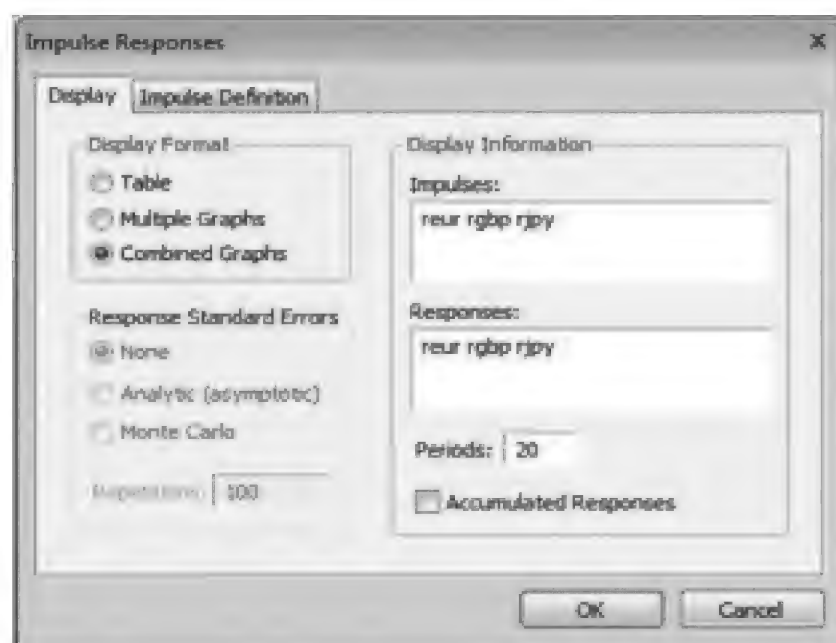 Impulse Responses
Display
Impulse Definition
Display Format
Table
Multiple Graphs
Combined Graphs
Response Standard Errors
None
Analytic (asymptotic)
Monte Carlo
Repetitions: 100
Display Information
Impulses:
reur rgbp rjpy
Responses:
reur rgbp rjpy
Periods: 20
Accumulated Responses
OK
Cancel